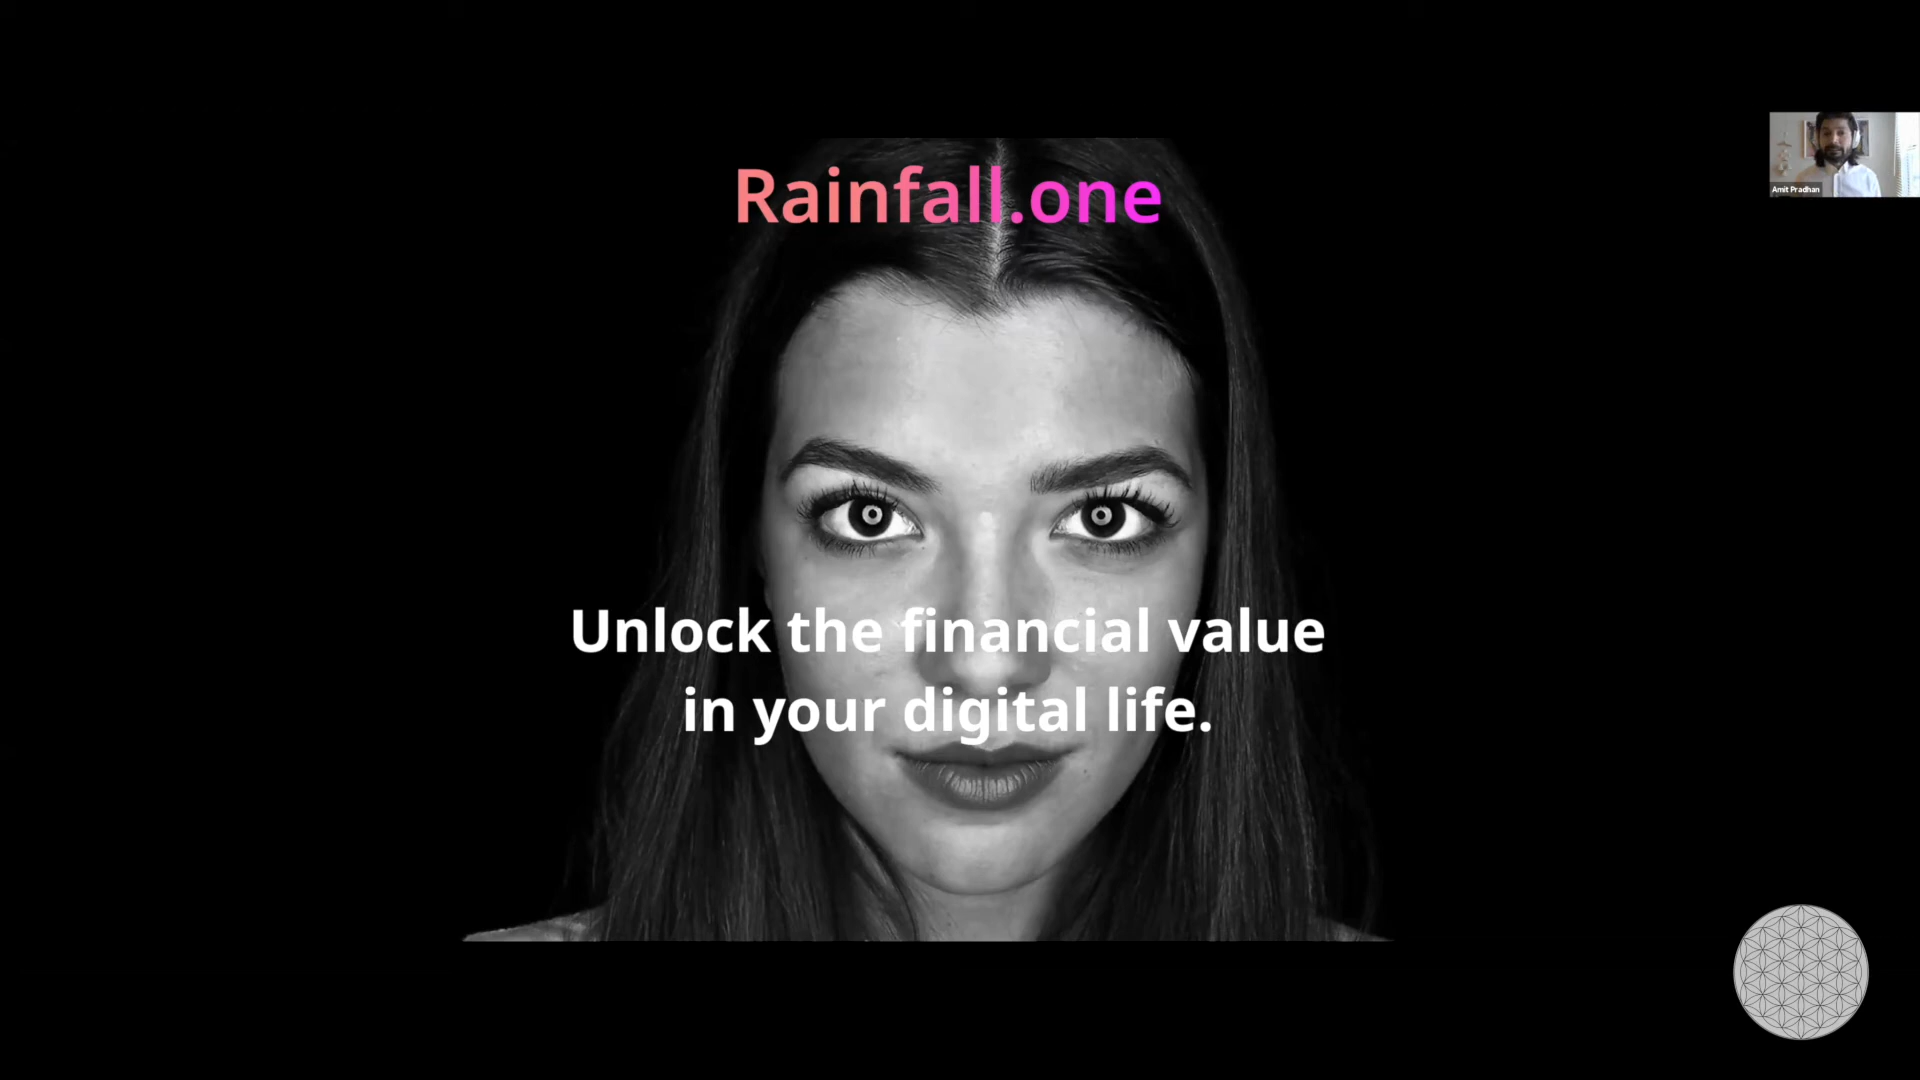 Rainfall.one
Amit Pradhan
Unlock the financial value
in your digital life.